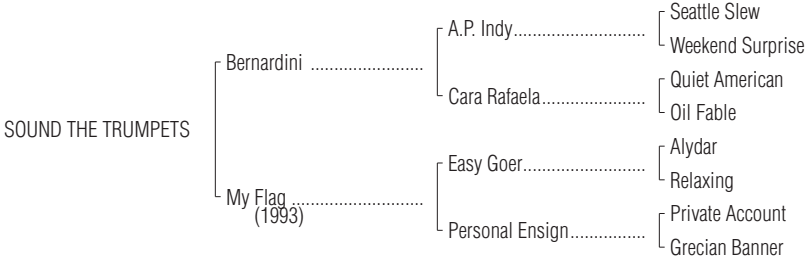 Seattle Slew
A.P. Indy..............................
Weekend Surprise
Bernardini .........................
Quiet American
Cara Rafaela........................
Oil Fable
SOUND THE TRUMPETS
Alydar
Easy Goer............................
Relaxing
My Flag .............................
(1993)
Private Account
Personal Ensign.................
Grecian Banner